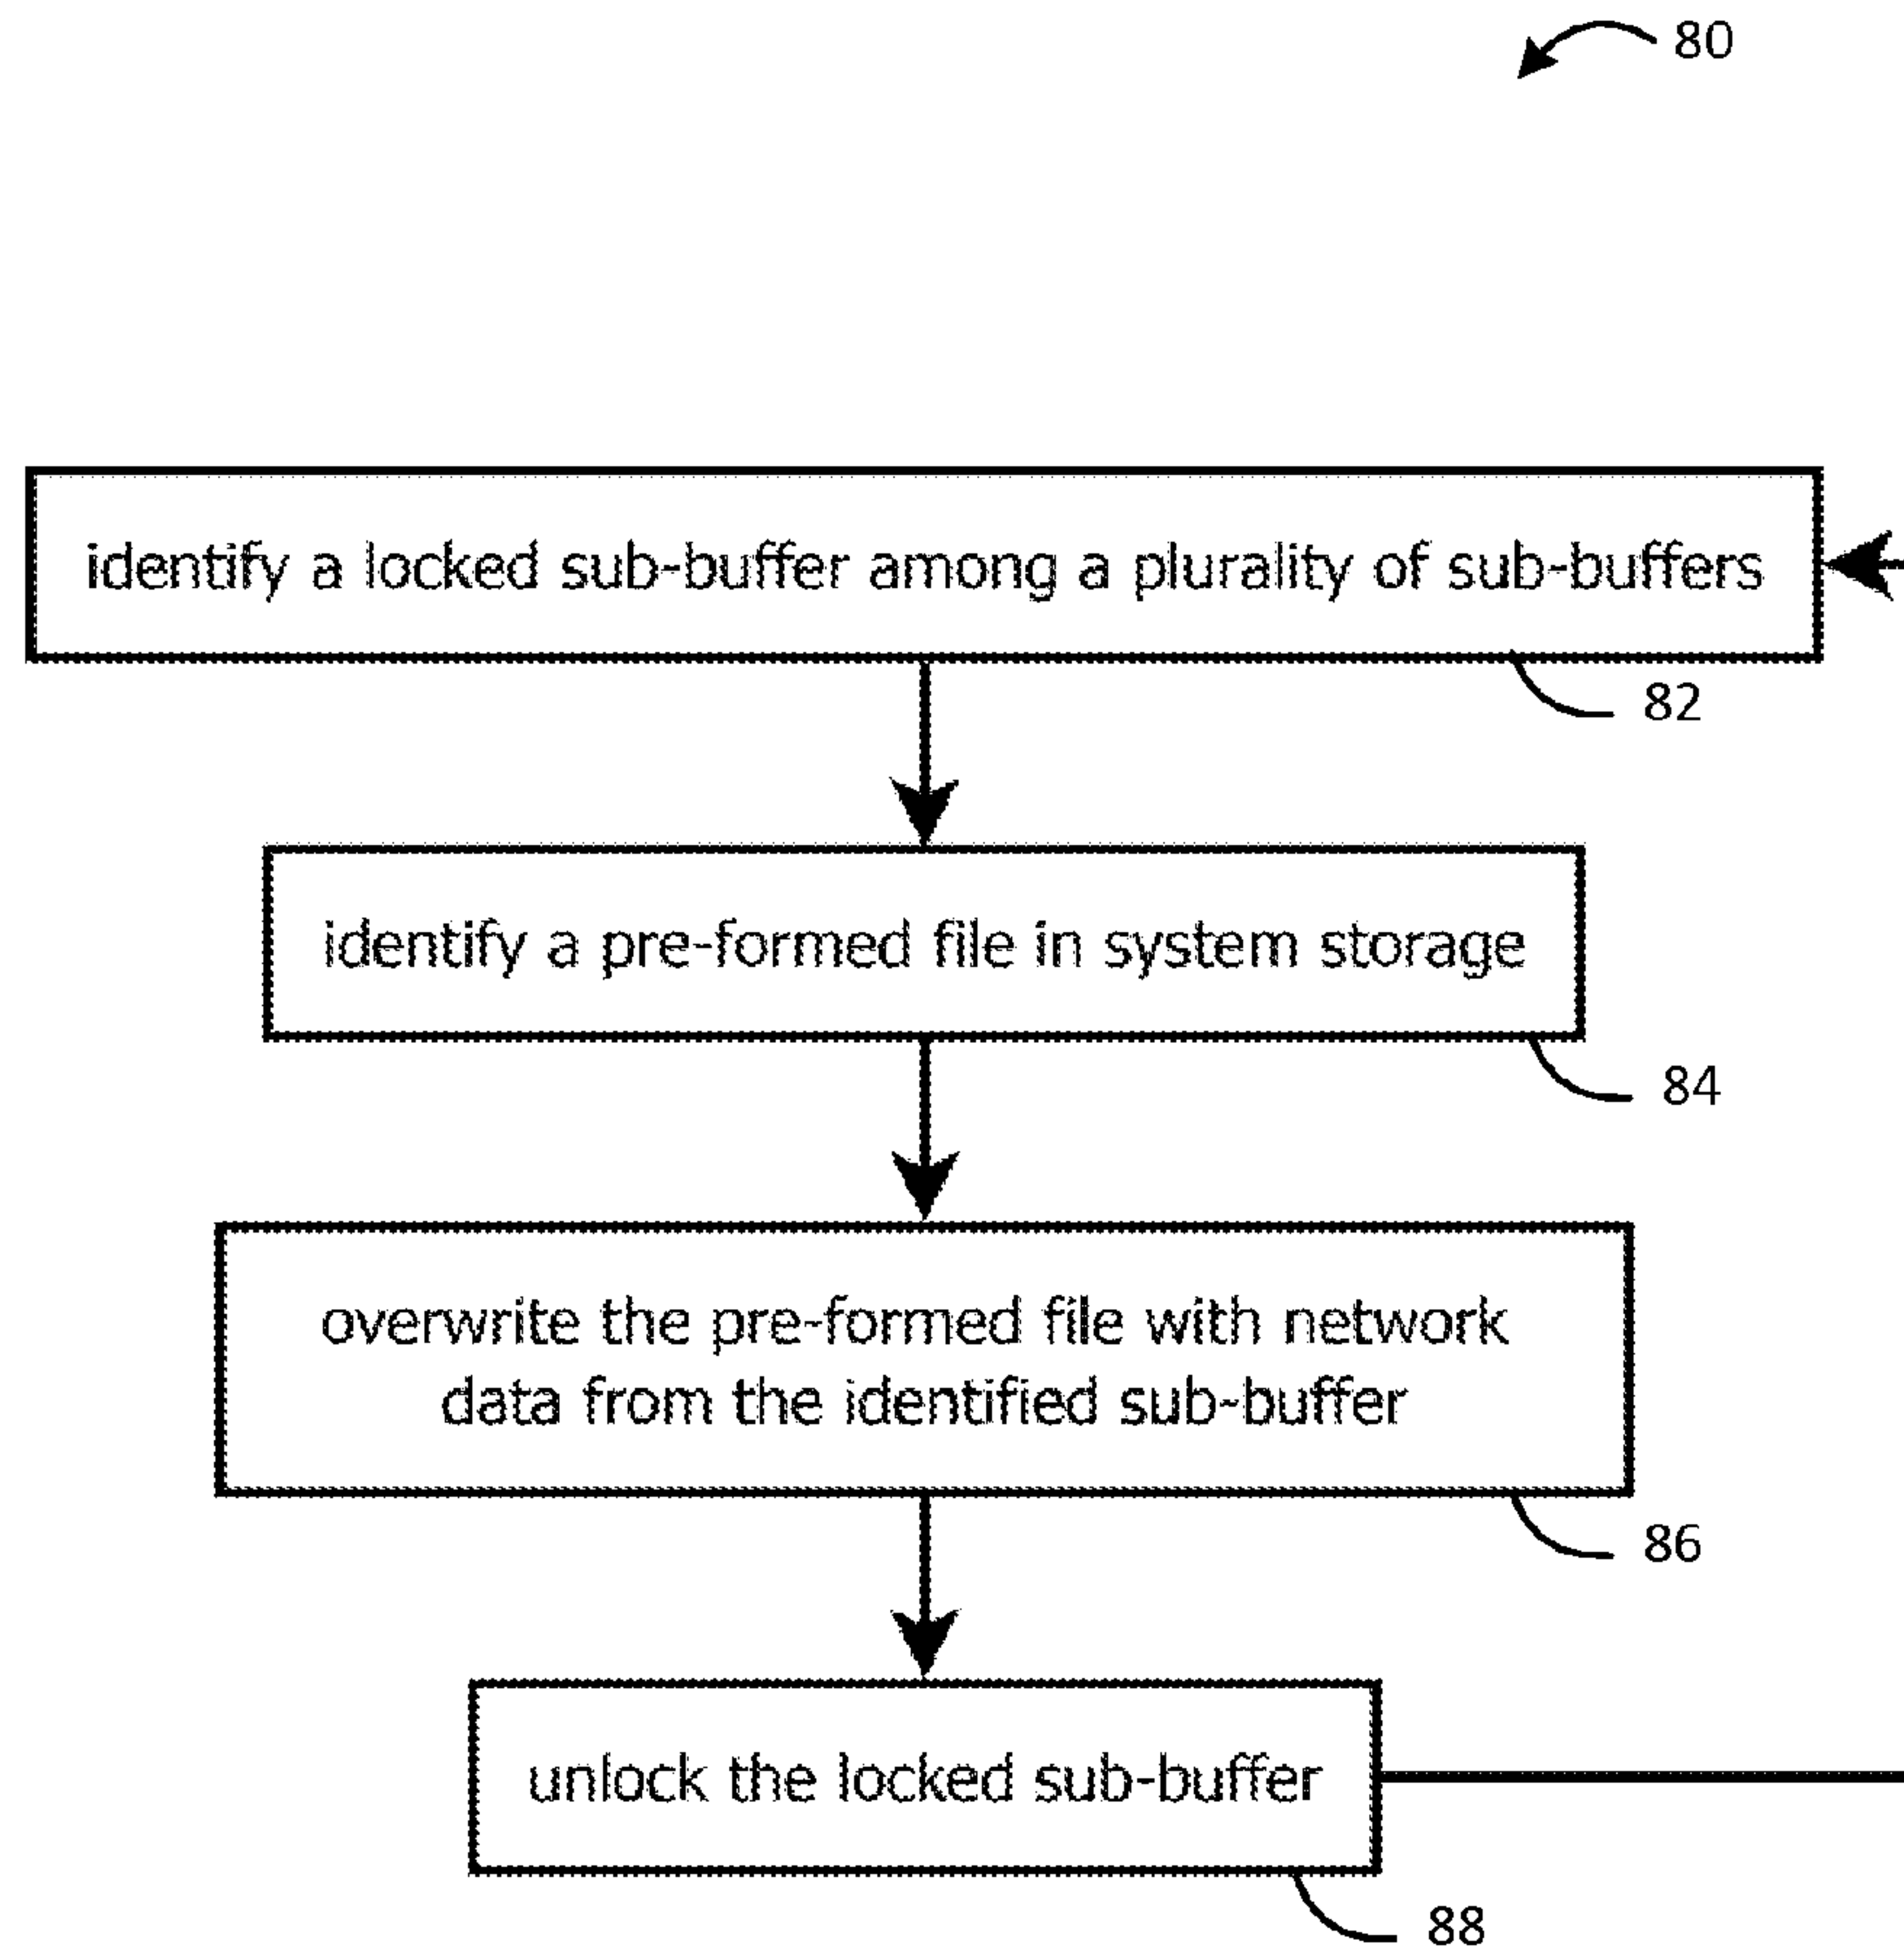 80
identify a locked sub-buffer among a plurality of sub-buffers
82
identify a pre-formed file in system storage
84
overwrite the pre-formed file with network
data from the identified sub-buffer
86
unlock the locked sub-buffer
88